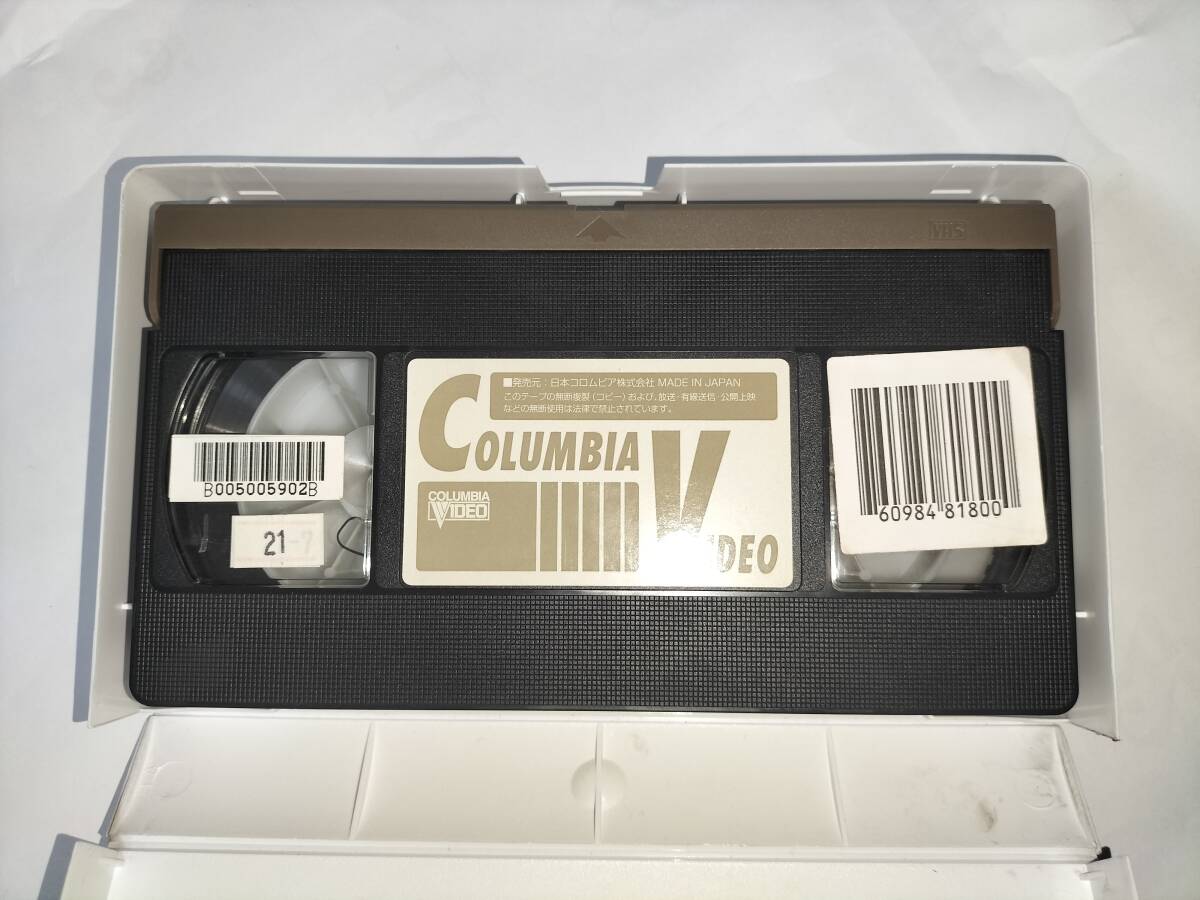 VHS
■発売元:日本コロムビア株式会社 MADE IN JAPAN
このテープの無断複製(コピー)および、放送・有線送信・公開上映
などの無断使用は法律で禁止されています。
COLUMBIA
VIDEO
COLUMBIA
VIDEO
B005005902B
21-7
60984 81800